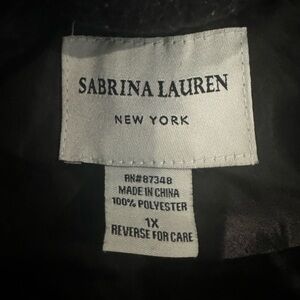 SABRINA LAUREN
NEW YORK
RN#87348
MADE IN CHINA
100% POLYESTER
1X
REVERSE FOR CARE